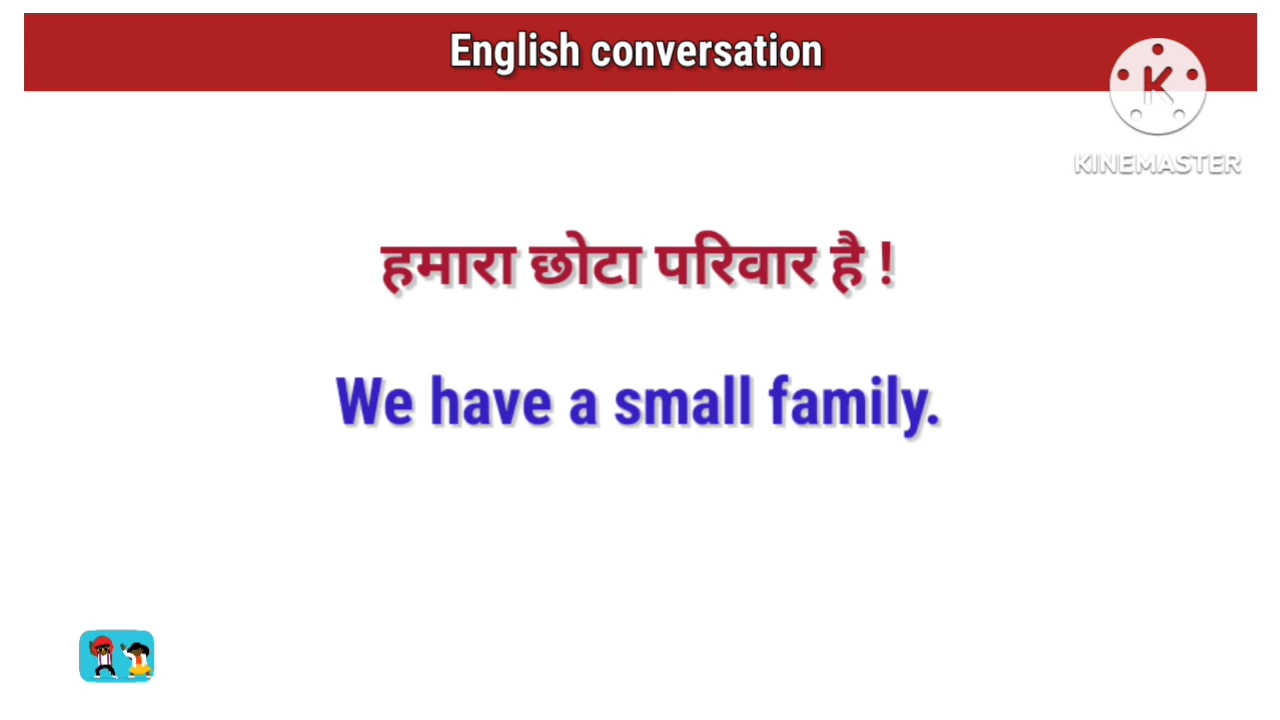 English conversation
K
KINEMASTER
हमारा छोटा परिवार है !
We have a small family.